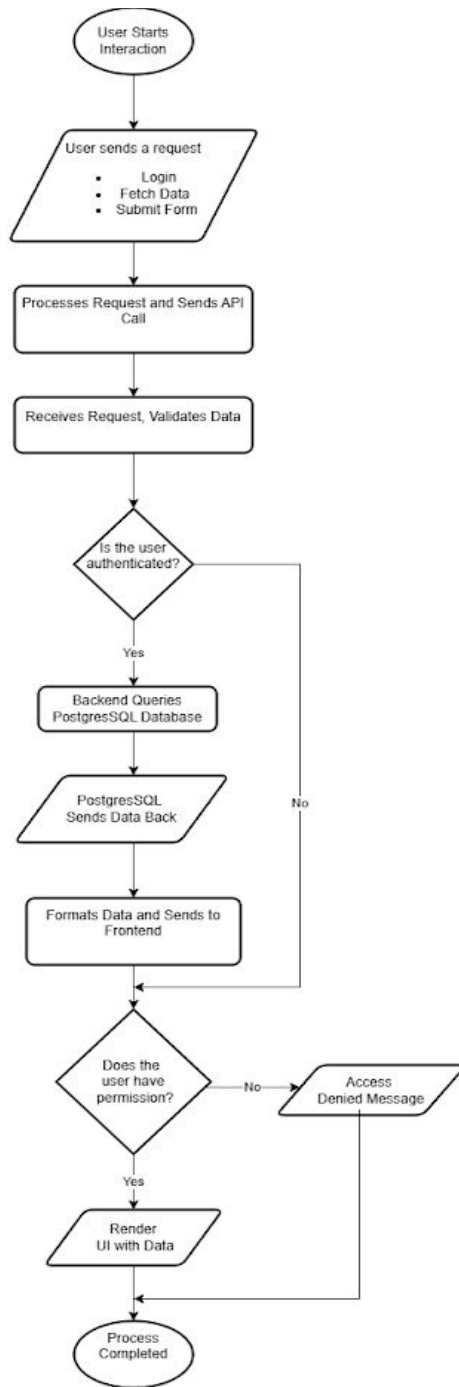 User Starts
Interaction
User sends a request
• Login
• Fetch Data
• Submit Form
Processes Request and Sends API
Call
Receives Request, Validates Data
Is the user
authenticated?
Yes
Backend Queries
PostgresSQL Database
PostgresSQL
Sends Data Back
No
Formats Data and Sends to
Frontend
Does the
user have
permission?
No
Access
Denied Message
Yes
Render
UI with Data
Process
Completed